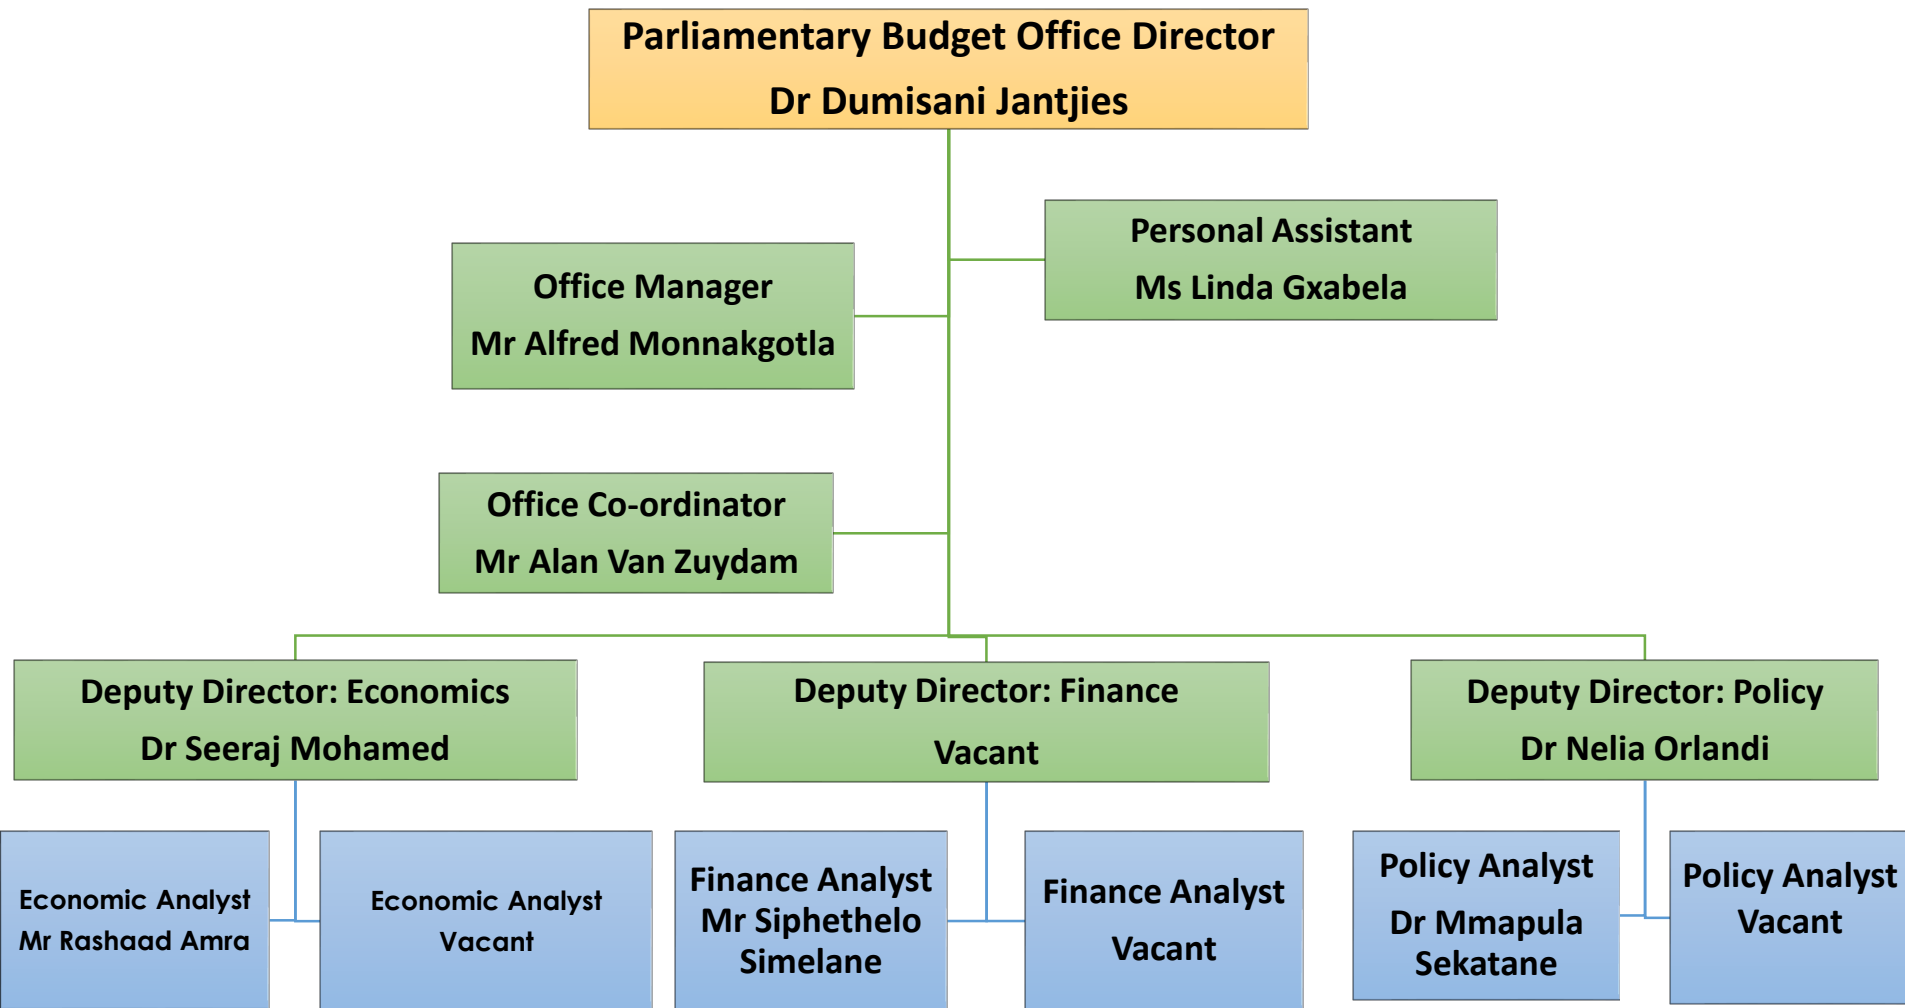 Parliamentary Budget Office Director
Dr Dumisani Jantjies
Personal Assistant
Ms Linda Gxabela
Office Manager
Mr Alfred Monnakgotla
Office Co-ordinator
Mr Alan Van Zuydam
Deputy Director: Economics
Dr Seeraj Mohamed
Deputy Director: Finance
Vacant
Deputy Director: Policy
Dr Nelia Orlandi
Economic Analyst
Mr Rashaad Amra
Economic Analyst
Vacant
Finance Analyst
Mr Siphethelo
Simelane
Finance Analyst
Vacant
Policy Analyst
Dr Mmapula
Sekatane
Policy Analyst
Vacant